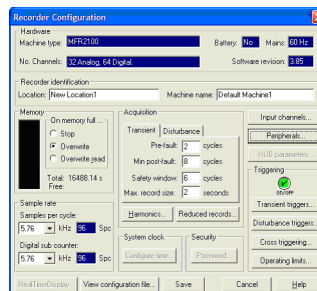 Recorder Configuration
Hardware
Machine type: MFR2100 Battery: No Mains: 60 Hz
No. Channels: 32 Analog, 64 Digital. Software revision: 3.85
Recorder identification
Location: New Location1 Machine name: Default Machine1
Memory
On memory full ...
Stop
Overwrite
Overwrite read
Total: 16488.14 s
Free:
Sample rate
Samples per cycle:
5.76 kHz 96 Spc
Digital sub counter:
5.76 kHz 96 Spc
Acquisition
Transient Disturbance
Pre-fault: 2 cycles
Min post-fault: 8 cycles
Safety window: 6 cycles
Max. record size: 2 seconds
Harmonics... Reduced records...
System clock
Configure time...
Security
Password...
Input channels...
Peripherals...
HUB parameters...
Triggering
ON/OFF
Transient triggers...
Disturbance triggers...
Cross triggering...
Operating limits...
RealTimeDisplay View configuration file... Save Cancel Help